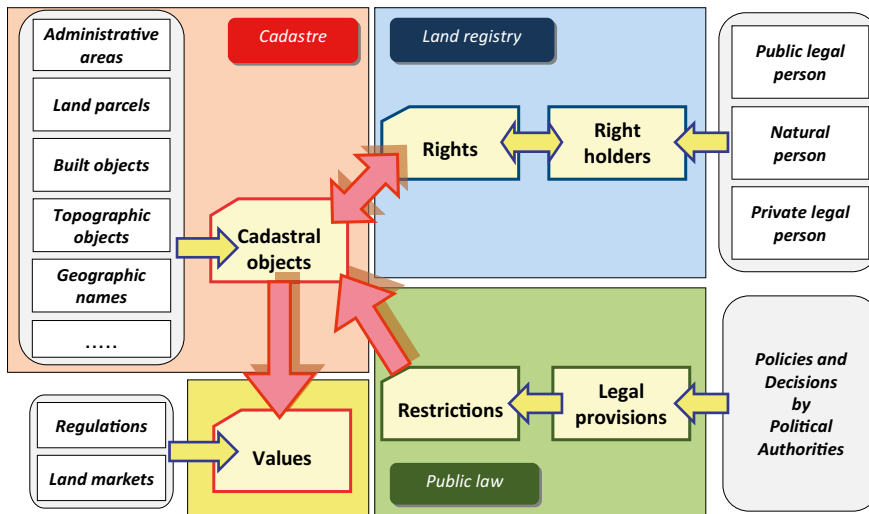 Administrative
areas
Land parcels
Built objects
Topographic
objects
Geographic
names
.....
Cadastre
Cadastral
objects
Land registry
Rights
Right
holders
Public legal
person
Natural
person
Private legal
person
Regulations
Land markets
Values
Restrictions
Legal
provisions
Public law
Policies and
Decisions
by
Political
Authorities